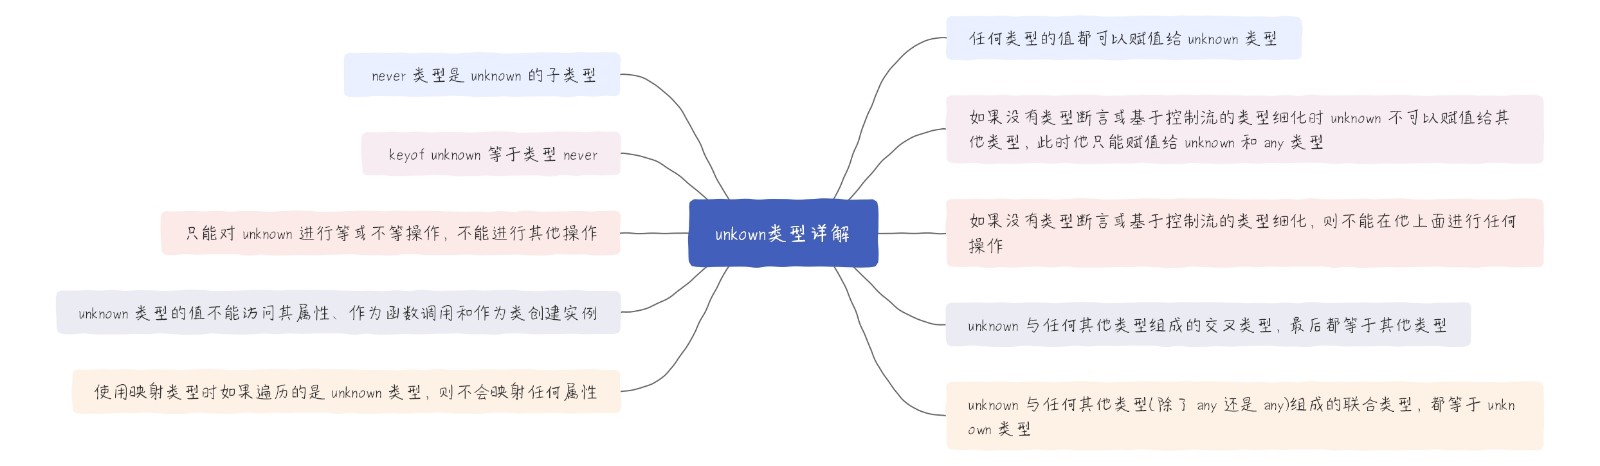 unkown类型详解
任何类型的值都可以赋值给 unknown 类型
如果没有类型断言或基于控制流的类型细化时 unknown 不可以赋值给其
他类型，此时他只能赋值给 unknown 和 any 类型
如果没有类型断言或基于控制流的类型细化，则不能在他上面进行任何
操作
unknown 与任何其他类型组成的交叉类型，最后都等于其他类型
unknown 与任何其他类型(除了 any 还是 any)组成的联合类型，都等于 unkn
own 类型
never 类型是 unknown 的子类型
keyof unknown 等于类型 never
只能对 unknown 进行等或不等操作，不能进行其他操作
unknown 类型的值不能访问其属性、作为函数调用和作为类创建实例
使用映射类型时如果遍历的是 unknown 类型，则不会映射任何属性